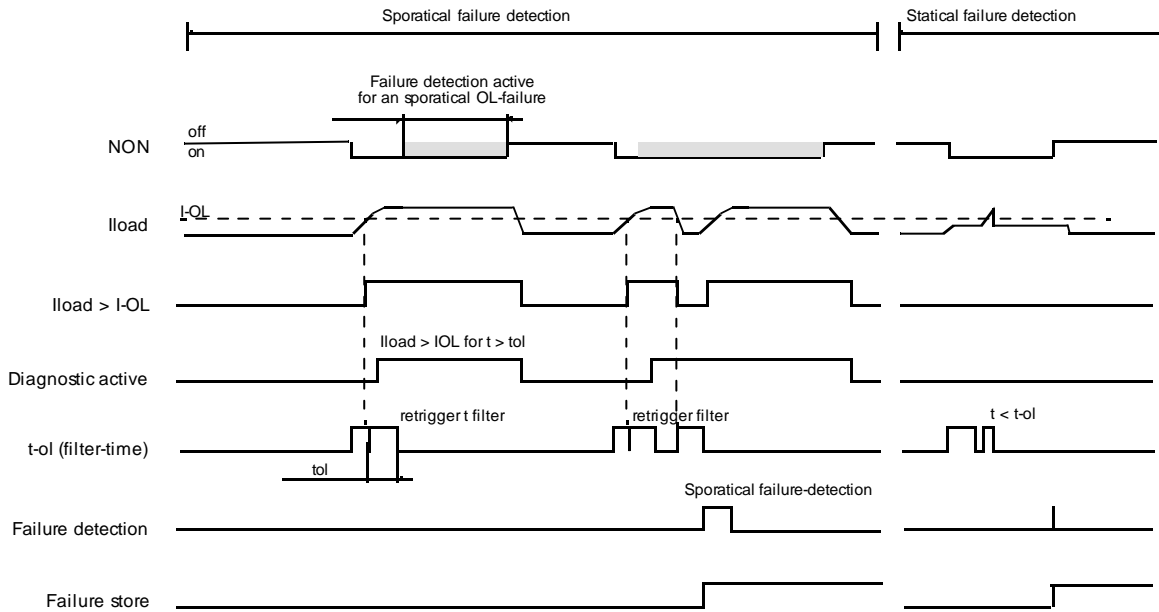 Sporatical failure detection
Statical failure detection
Failure detection active
for an sporatical OL-failure
off
NON
on
I-OL
Iload
Iload > I-OL
Iload > IOL for t > tol
Diagnostic active
retrigger t filter
retrigger filter
t < t-ol
t-ol (filter-time)
tol
Sporatical failure-detection
Failure detection
Failure store